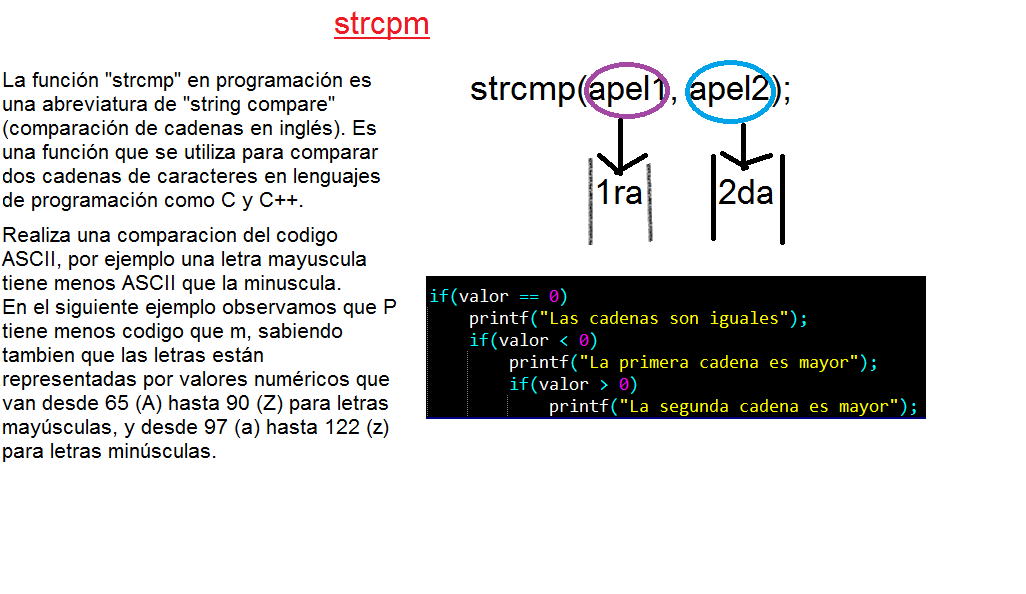 strcpm
La función "strcmp" en programación es
una abreviatura de "string compare"
(comparación de cadenas en inglés). Es
una función que se utiliza para comparar
dos cadenas de caracteres en lenguajes
de programación como C y C++.
Realiza una comparacion del codigo
ASCII, por ejemplo una letra mayuscula
tiene menos ASCII que la minuscula.
En el siguiente ejemplo observamos que P
tiene menos codigo que m, sabiendo
tambien que las letras están
representadas por valores numéricos que
van desde 65 (A) hasta 90 (Z) para letras
mayúsculas, y desde 97 (a) hasta 122 (z)
para letras minúsculas.
strcmp(apel1, apel2);
1ra 2da
if(valor == 0)
printf("Las cadenas son iguales");
if(valor < 0)
printf("La primera cadena es mayor");
if(valor > 0)
printf("La segunda cadena es mayor");